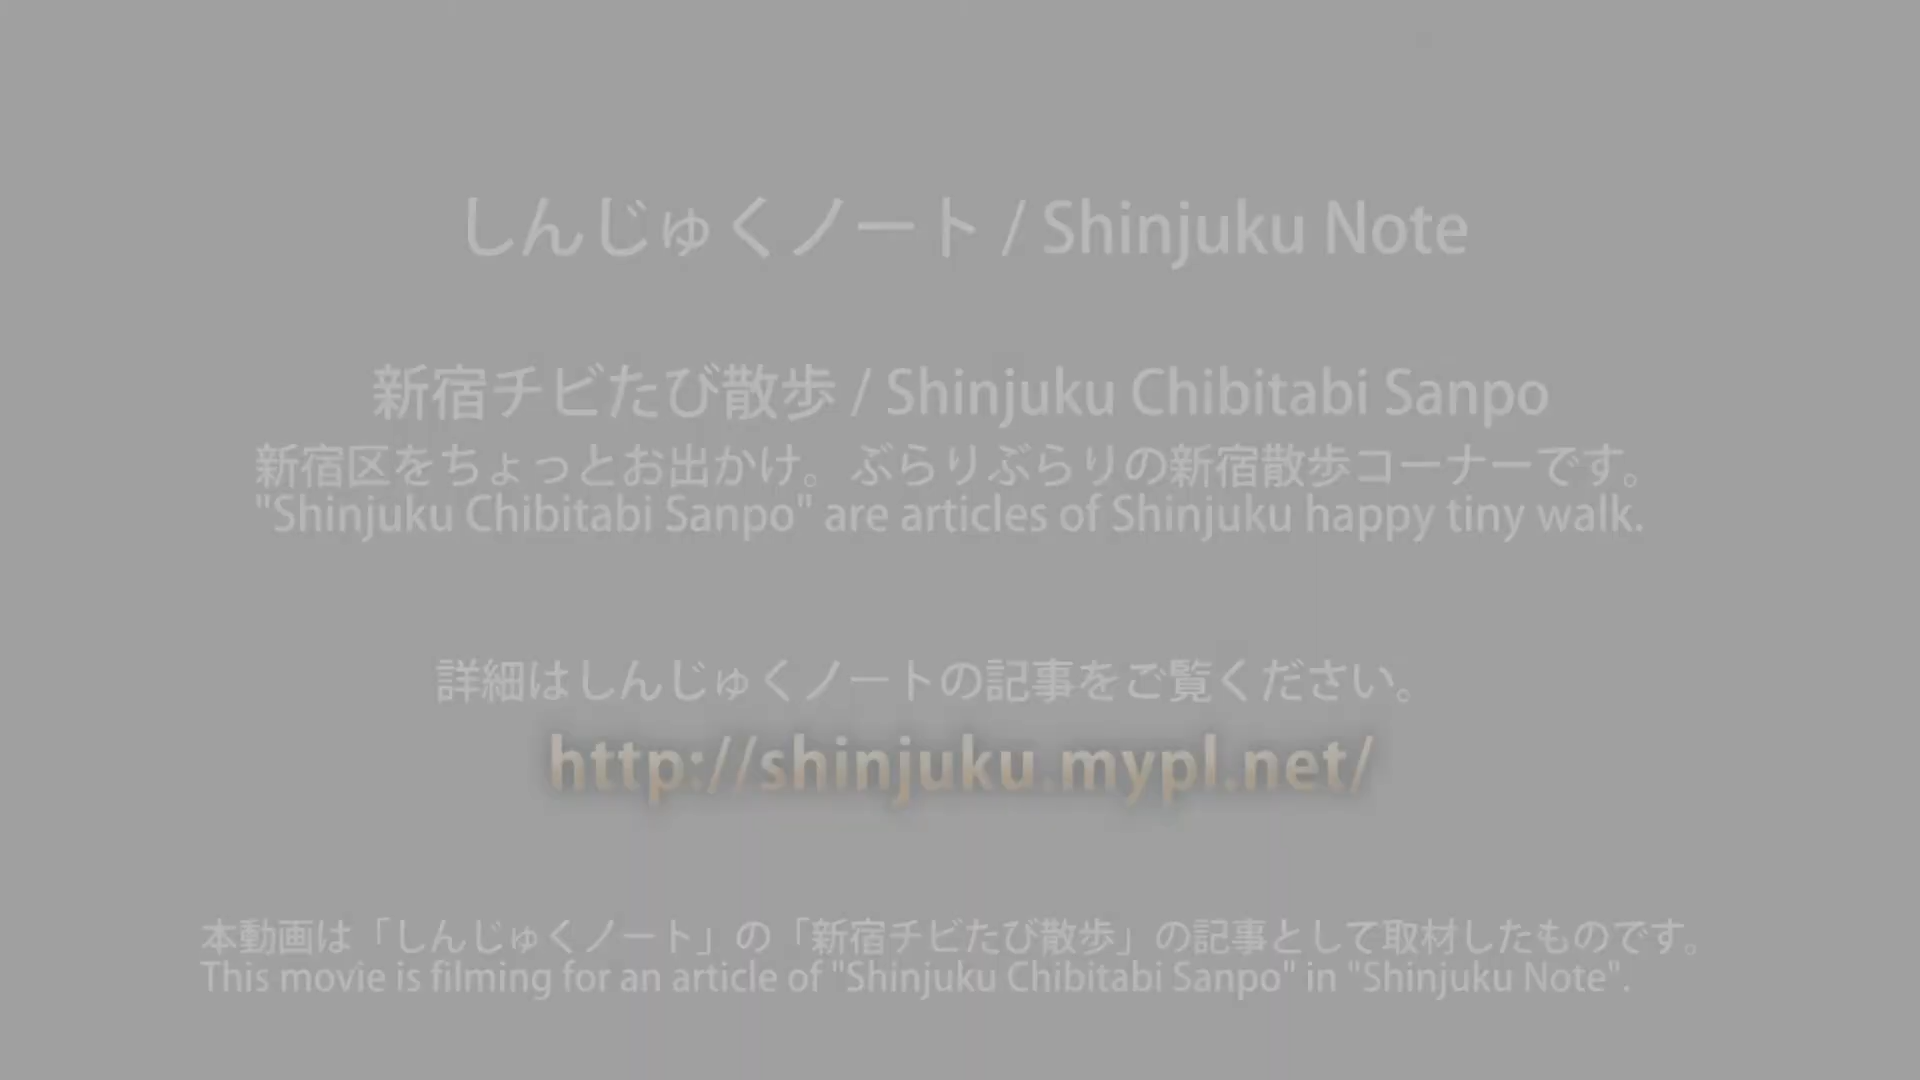 しんじゅくノート / Shinjuku Note
新宿チビたび散歩 / Shinjuku Chibitabi Sanpo
新宿区をちょっとお出かけ。ぶらりぶらりの新宿散歩コーナーです。
"Shinjuku Chibitabi Sanpo" are articles of Shinjuku happy tiny walk.
詳細はしんじゅくノートの記事をご覧ください。
http://shinjuku.mypl.net/
本動画は「しんじゅくノート」の「新宿チビたび散歩」の記事として取材したものです。
This movie is filming for an article of "Shinjuku Chibitabi Sanpo" in "Shinjuku Note".